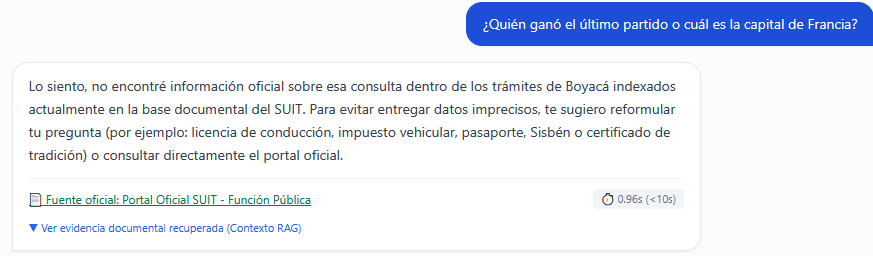 ¿Quién ganó el último partido o cuál es la capital de Francia?
Lo siento, no encontré información oficial sobre esa consulta dentro de los trámites de Boyacá indexados
actualmente en la base documental del SUIT. Para evitar entregar datos imprecisos, te sugiero reformular
tu pregunta (por ejemplo: licencia de conducción, impuesto vehicular, pasaporte, Sisbén o certificado de
tradición) o consultar directamente el portal oficial.
Fuente oficial: Portal Oficial SUIT - Función Pública
0.96s (<10s)
▼ Ver evidencia documental recuperada (Contexto RAG)